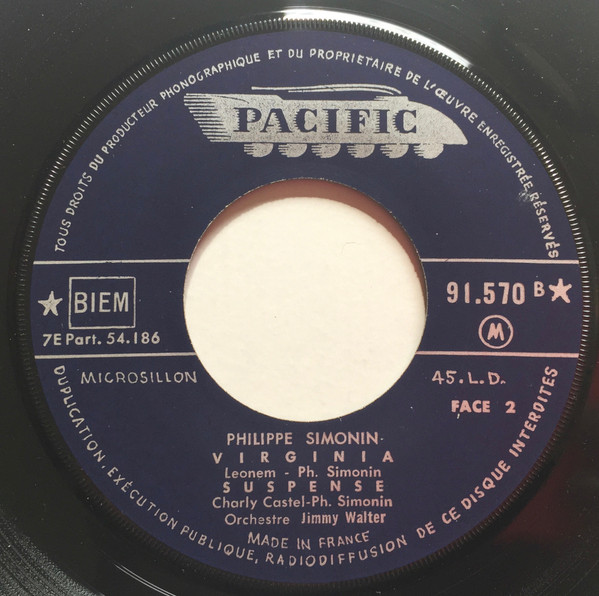 TOUS DROITS DU PRODUCTEUR PHONOGRAPHIQUE ET DU PROPRIETAIRE DE L'ŒUVRE ENREGISTRÉE RÉSERVÉS
PACIFIC
BIEM
91.570 B
7E Part. 54.186
M
MICROSILLON
45.L.D.
FACE 2
PHILIPPE SIMONIN
VIRGINIA
Leonem - Ph. Simonin
SUSPENSE
Charly Castel-Ph. Simonin
Orchestre Jimmy Walter
MADE IN FRANCE
DUPLICATION, EXÉCUTION PUBLIQUE, RADIODIFFUSION DE CE DISQUE INTERDITES